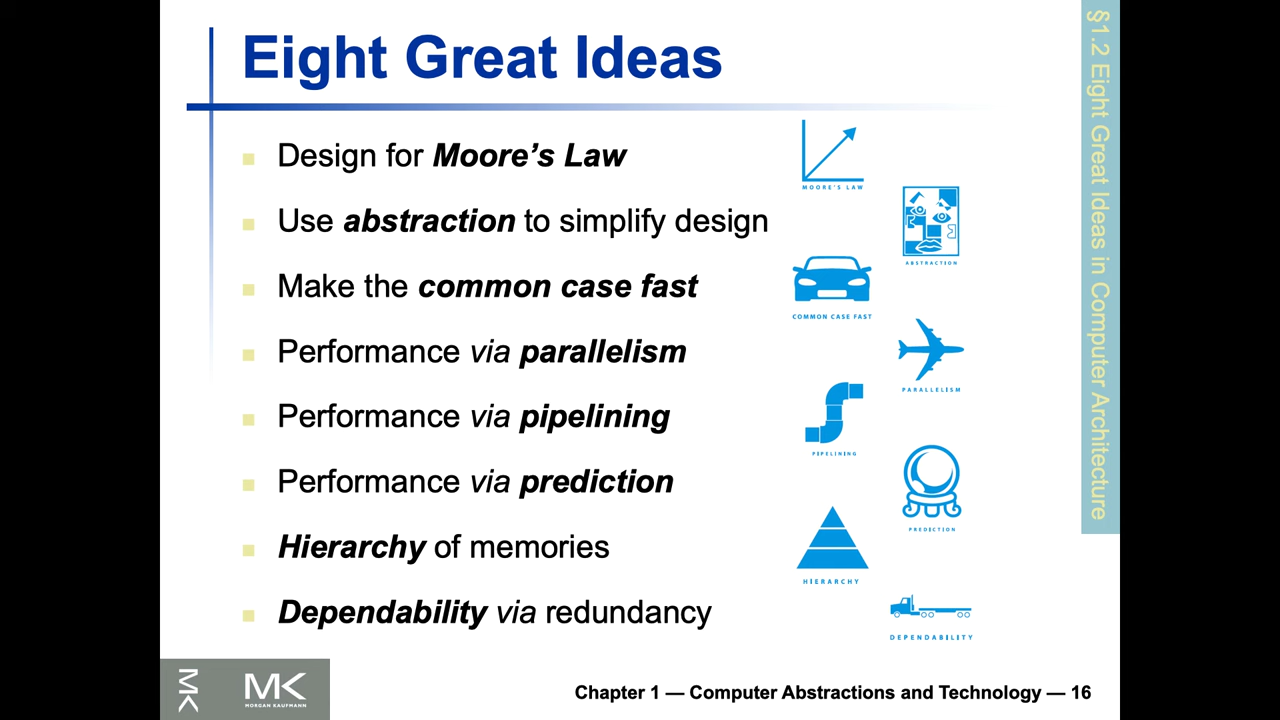 Eight Great Ideas
§1.2 Eight Great Ideas in Computer Architecture
Design for Moore’s Law
Use abstraction to simplify design
Make the common case fast
Performance via parallelism
Performance via pipelining
Performance via prediction
Hierarchy of memories
Dependability via redundancy
MOORE'S LAW
ABSTRACTION
COMMON CASE FAST
PARALLELISM
PIPELINING
PREDICTION
HIERARCHY
DEPENDABILITY
MK
MK
MORGAN KAUFMANN
Chapter 1 — Computer Abstractions and Technology — 16